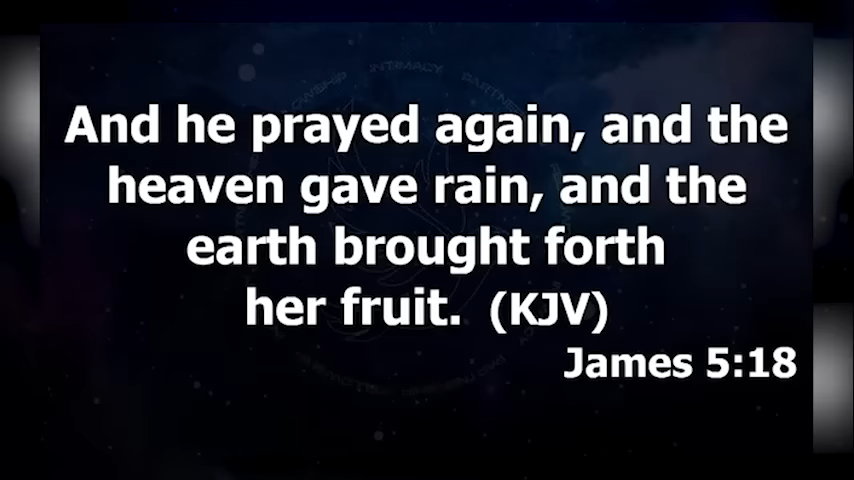 INTIMACY
And he prayed again, and the
heaven gave rain, and the
earth brought forth
her fruit. (KJV)
James 5:18